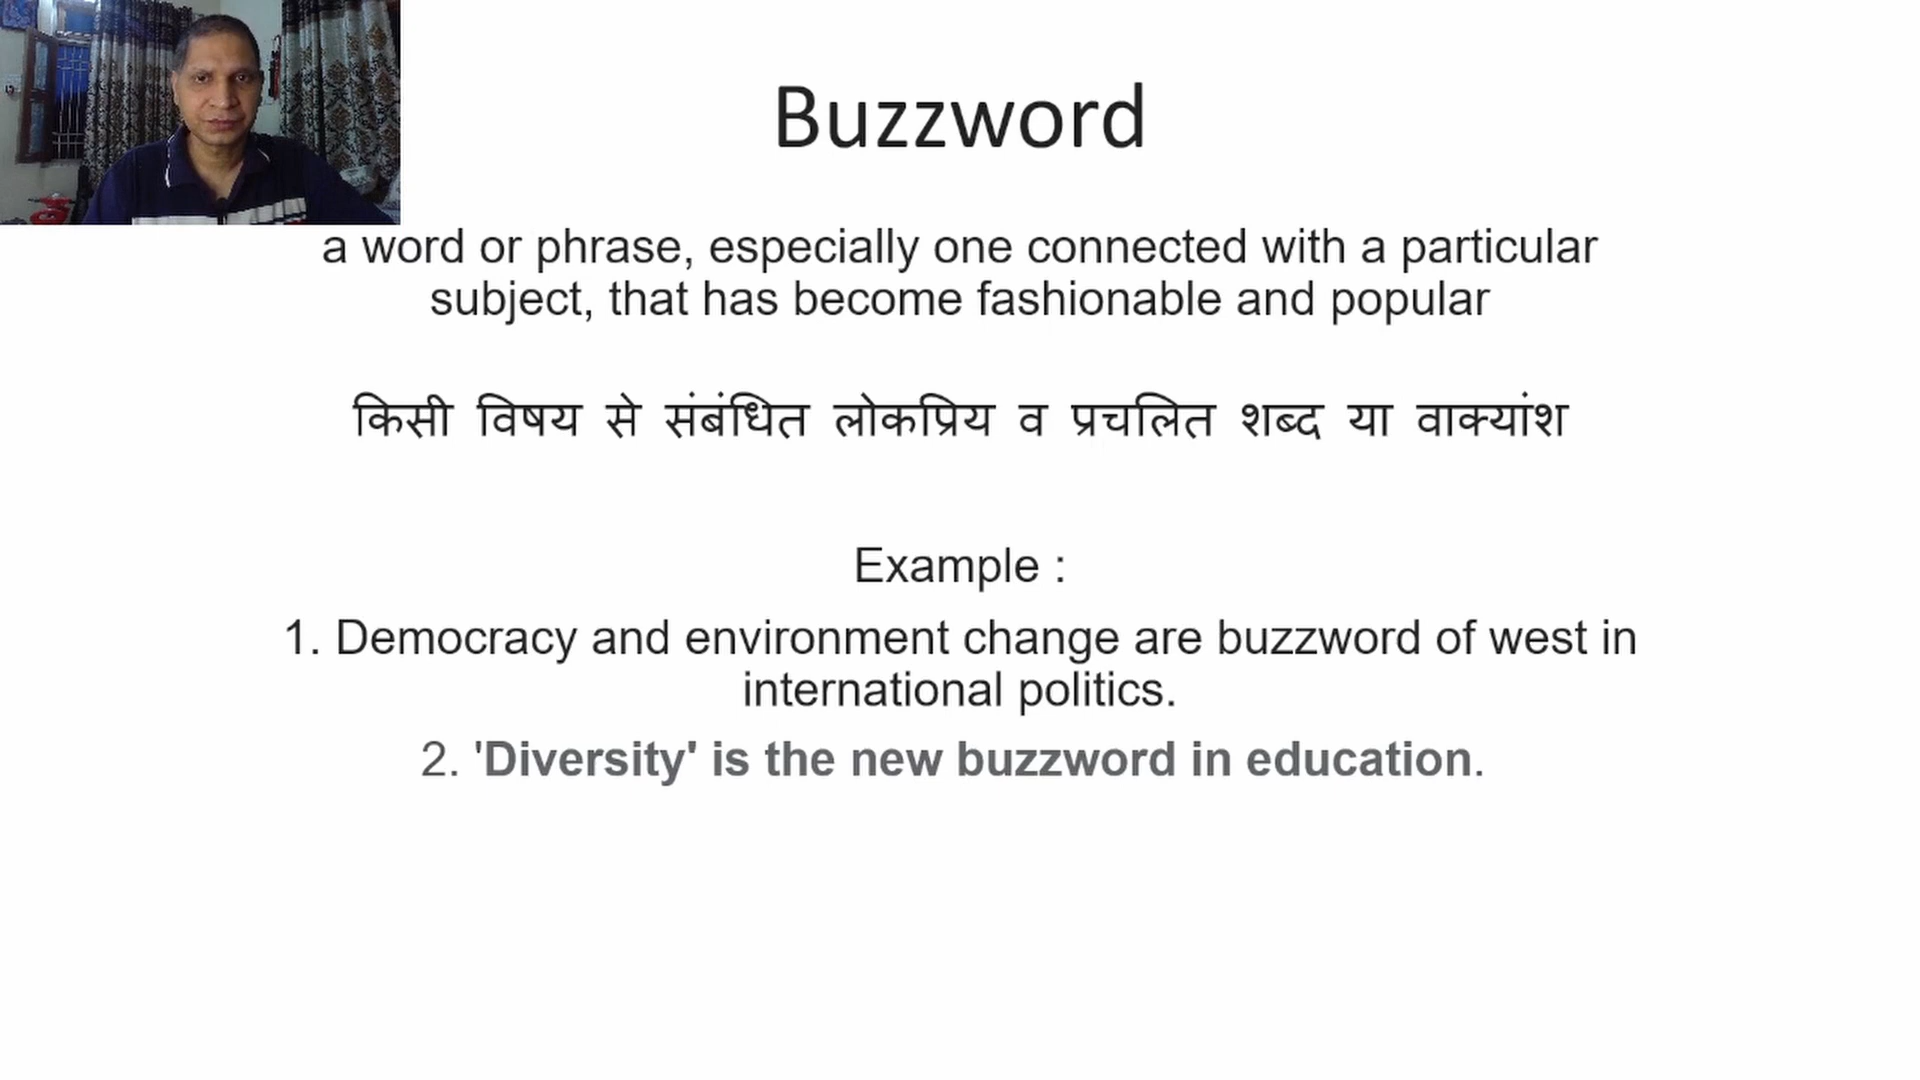 Buzzword
a word or phrase, especially one connected with a particular
subject, that has become fashionable and popular
किसी विषय से संबंधित लोकप्रिय व प्रचलित शब्द या वाक्यांश
Example :
1. Democracy and environment change are buzzword of west in
international politics.
2. 'Diversity' is the new buzzword in education.